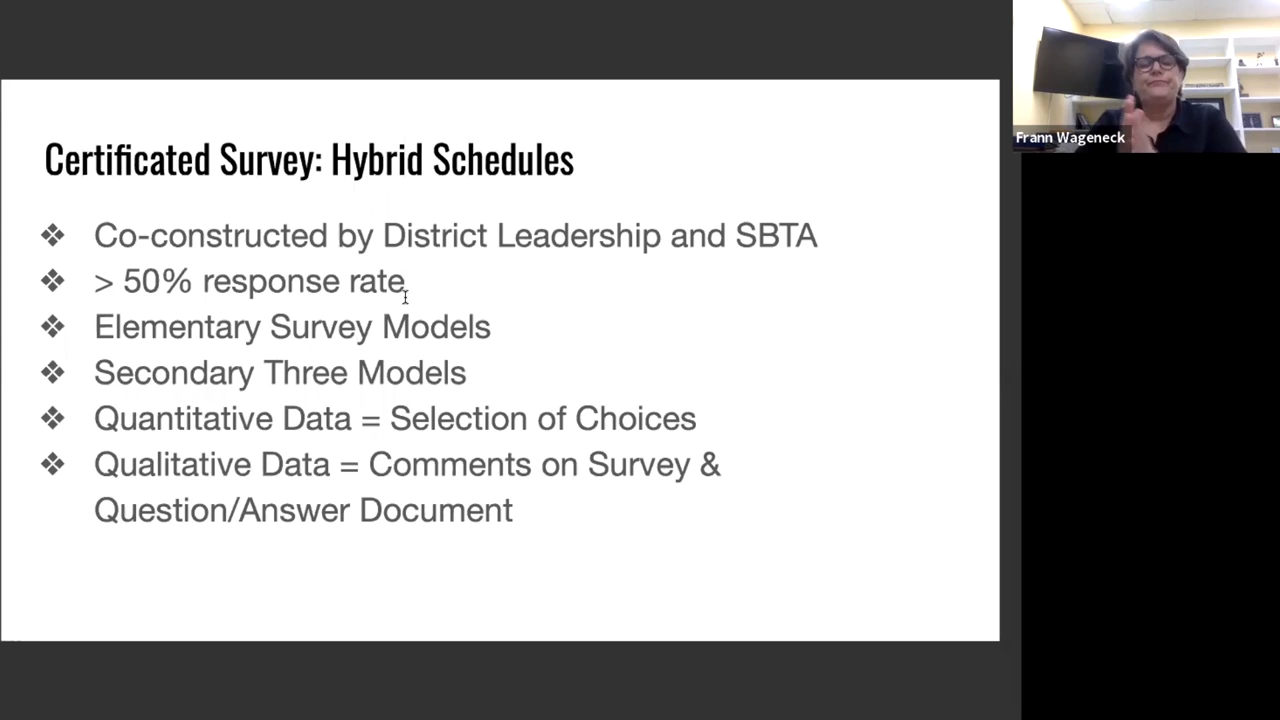 Certificated Survey: Hybrid Schedules
❖ Co-constructed by District Leadership and SBTA
❖ > 50% response rate
❖ Elementary Survey Models
❖ Secondary Three Models
❖ Quantitative Data = Selection of Choices
❖ Qualitative Data = Comments on Survey &
Question/Answer Document
Frann Wageneck